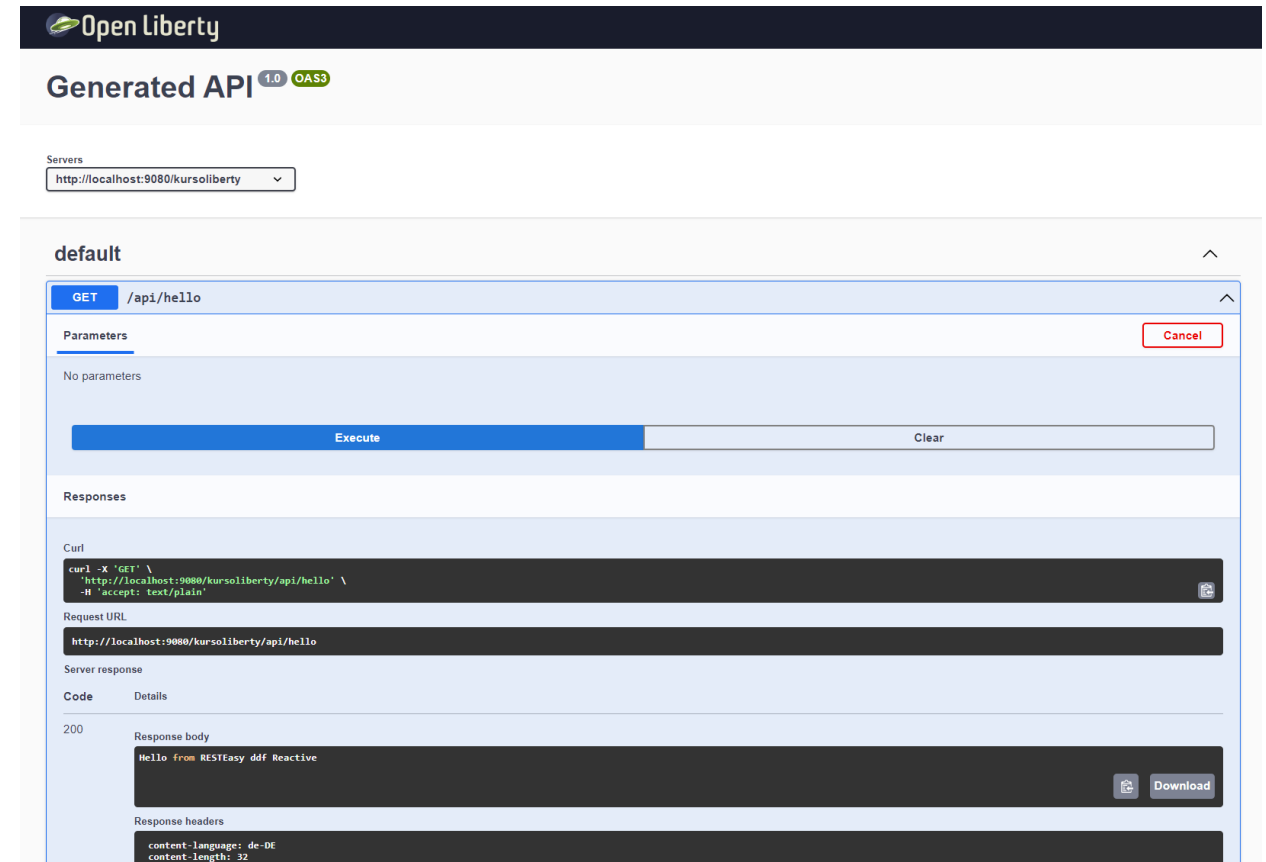 Open Liberty
Generated API 1.0 OAS3
Servers
http://localhost:9080/kursoliberty
default
GET /api/hello
Parameters
Cancel
No parameters
Execute
Clear
Responses
Curl
curl -X 'GET' \
'http://localhost:9080/kursoliberty/api/hello' \
-H 'accept: text/plain'
Request URL
http://localhost:9080/kursoliberty/api/hello
Server response
Code Details
200
Response body
Hello from RESTEasy ddf Reactive
Download
Response headers
content-language: de-DE
content-length: 32